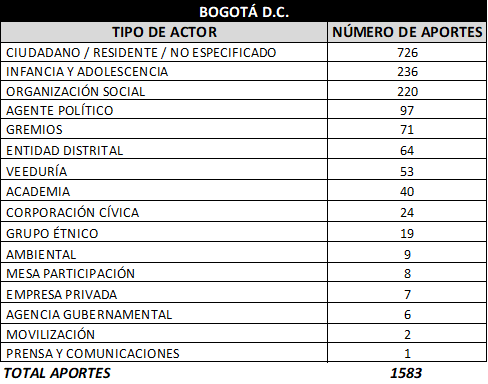 BOGOTÁ D.C.
TIPO DE ACTOR NÚMERO DE APORTES
CIUDADANO / RESIDENTE / NO ESPECIFICADO 726
INFANCIA Y ADOLESCENCIA 236
ORGANIZACIÓN SOCIAL 220
AGENTE POLÍTICO 97
GREMIOS 71
ENTIDAD DISTRITAL 64
VEEDURÍA 53
ACADEMIA 40
CORPORACIÓN CÍVICA 24
GRUPO ÉTNICO 19
AMBIENTAL 9
MESA PARTICIPACIÓN 8
EMPRESA PRIVADA 7
AGENCIA GUBERNAMENTAL 6
MOVILIZACIÓN 2
PRENSA Y COMUNICACIONES 1
TOTAL APORTES 1583